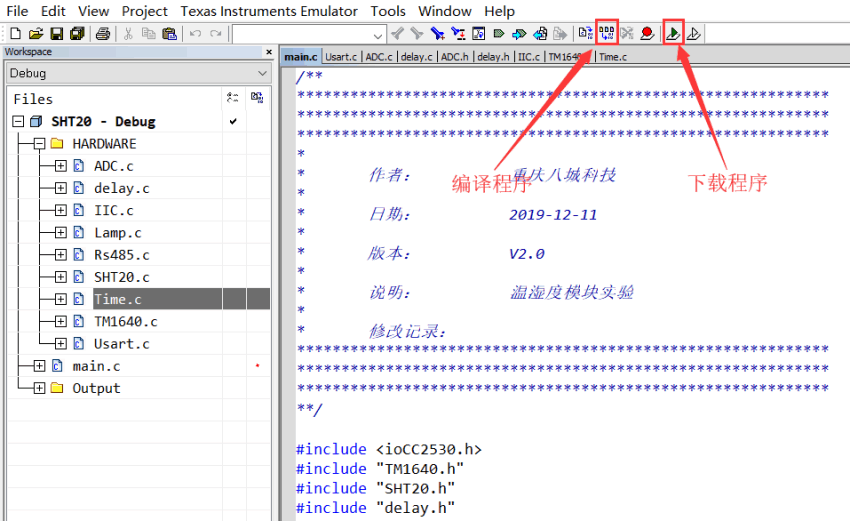 File Edit View Project Texas Instruments Emulator Tools Window Help
Workspace
Debug
Files
SHT20 - Debug
HARDWARE
ADC.c
delay.c
IIC.c
Lamp.c
Rs485.c
SHT20.c
Time.c
TM1640.c
Usart.c
main.c
Output
main.c Usart.c ADC.c delay.c ADC.h delay.h IIC.c TM1640 Time.c
/**
*************************************************************
*************************************************************
*************************************************************
*
* 作者: 重庆八城科技
*
* 日期: 2019-12-11
*
* 版本: V2.0
*
* 说明: 温湿度模块实验
*
* 修改记录:
*************************************************************
*************************************************************
*************************************************************
**/
#include <ioCC2530.h>
#include "TM1640.h"
#include "SHT20.h"
#include "delay.h"
编译程序
下载程序